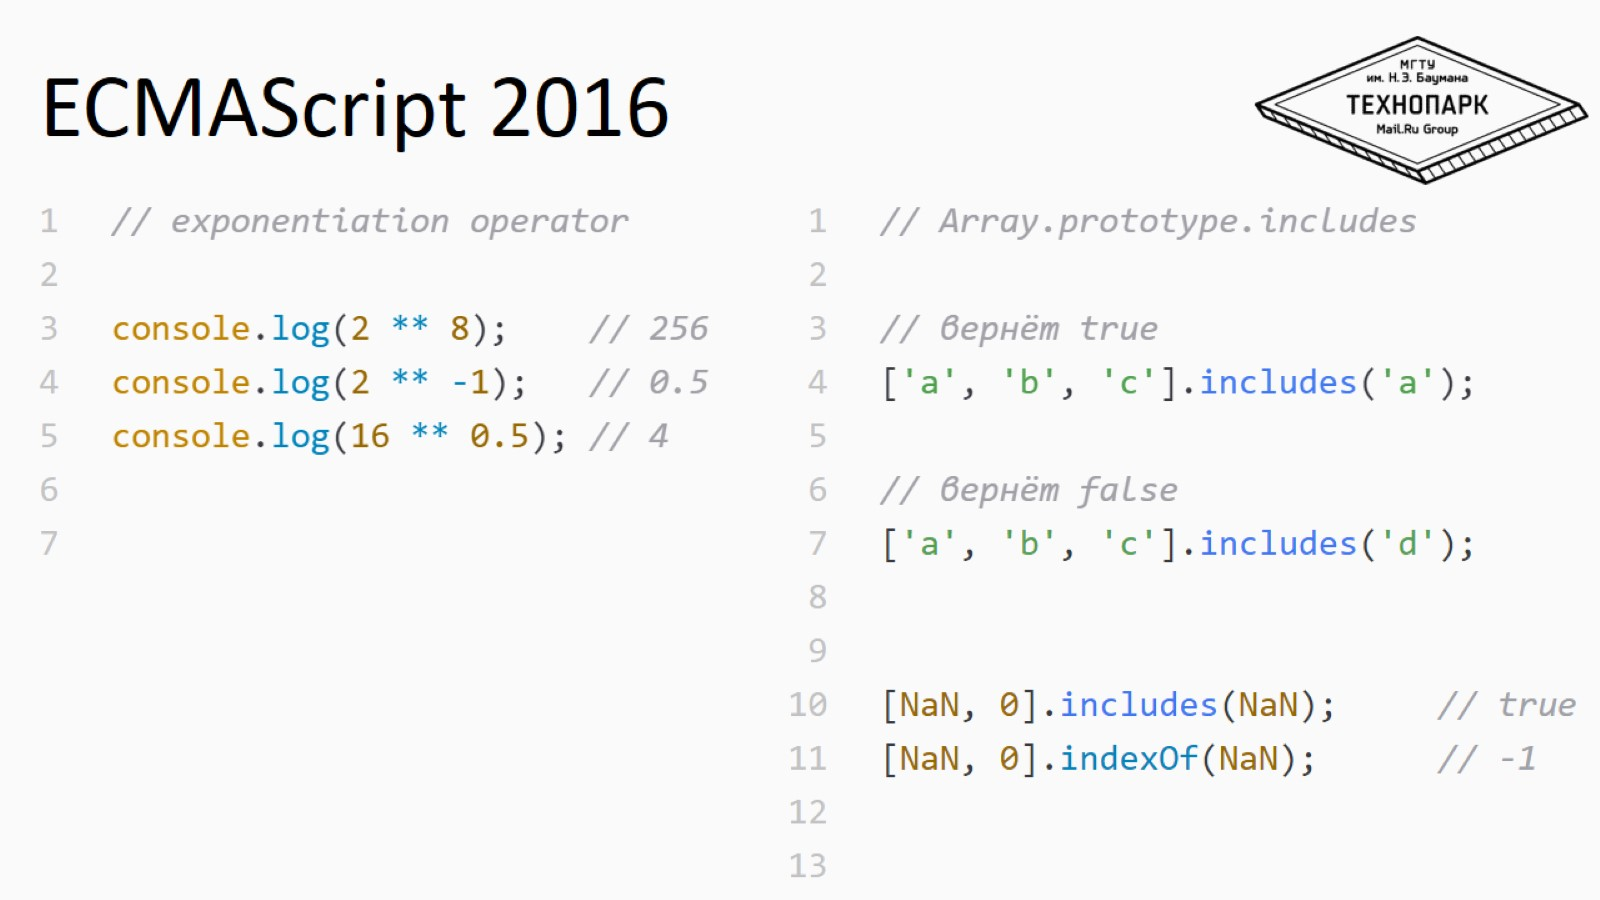 ECMAScript 2016
МГТУ
им. Н.Э. Баумана
ТЕХНОПАРК
Mail.Ru Group
1 // exponentiation operator
2
3 console.log(2 ** 8);    // 256
4 console.log(2 ** -1);   // 0.5
5 console.log(16 ** 0.5); // 4
6
7
1 // Array.prototype.includes
2
3 // вернём true
4 ['a', 'b', 'c'].includes('a');
5
6 // вернём false
7 ['a', 'b', 'c'].includes('d');
8
9
10 [NaN, 0].includes(NaN);     // true
11 [NaN, 0].indexOf(NaN);      // -1
12
13